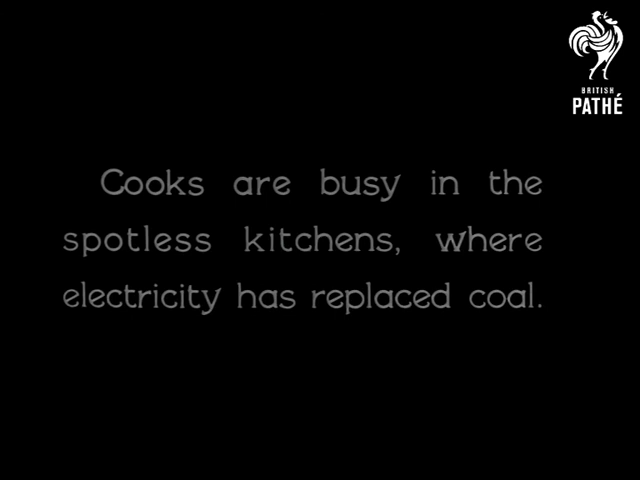 BRITISH
PATHÉ
Cooks are busy in the
spotless kitchens, where
electricity has replaced coal.